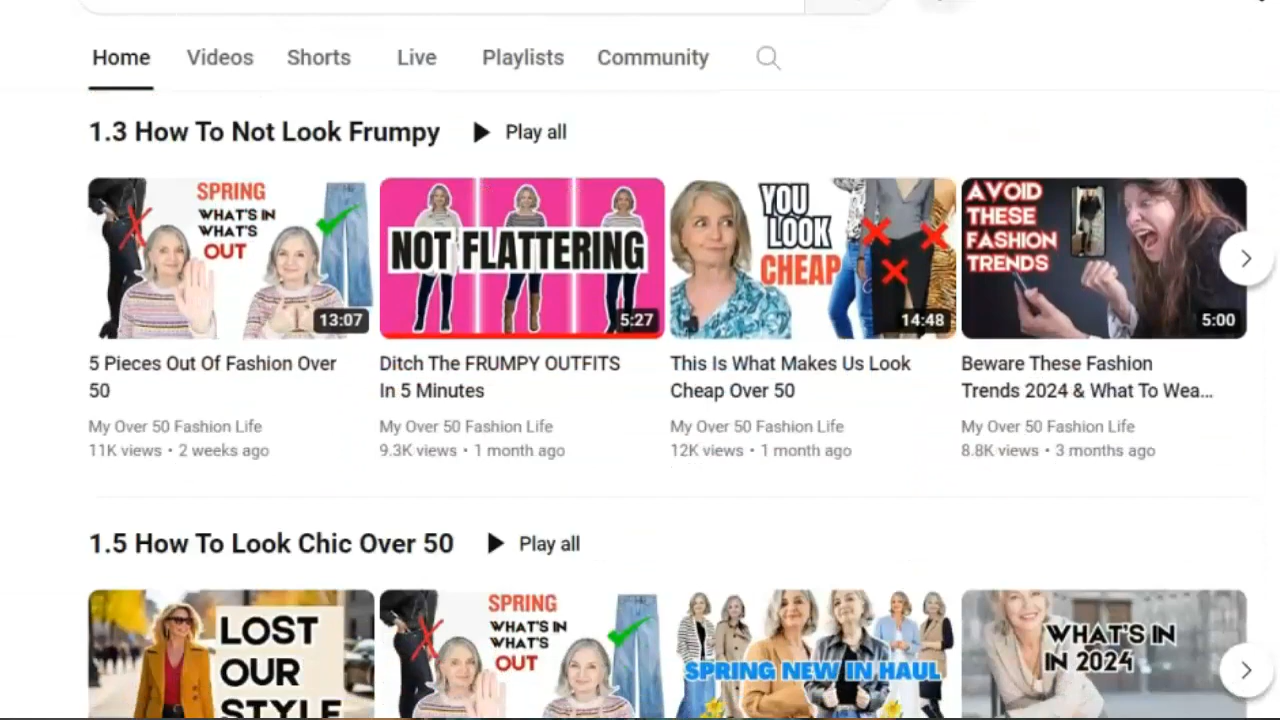 Home Videos Shorts Live Playlists Community
1.3 How To Not Look Frumpy Play all
SPRING
WHAT'S IN
WHAT'S
OUT
13:07
NOT FLATTERING
5:27
YOU
LOOK
CHEAP
14:48
AVOID
THESE
FASHION
TRENDS
5:00
5 Pieces Out Of Fashion Over
50
My Over 50 Fashion Life
11K views • 2 weeks ago
Ditch The FRUMPY OUTFITS
In 5 Minutes
My Over 50 Fashion Life
9.3K views • 1 month ago
This Is What Makes Us Look
Cheap Over 50
My Over 50 Fashion Life
12K views • 1 month ago
Beware These Fashion
Trends 2024 & What To Wea...
My Over 50 Fashion Life
8.8K views • 3 months ago
1.5 How To Look Chic Over 50 Play all
LOST
OUR
STYLE
SPRING
WHAT'S IN
WHAT'S
OUT
SPRING NEW IN HAUL
WHAT'S IN
IN 2024